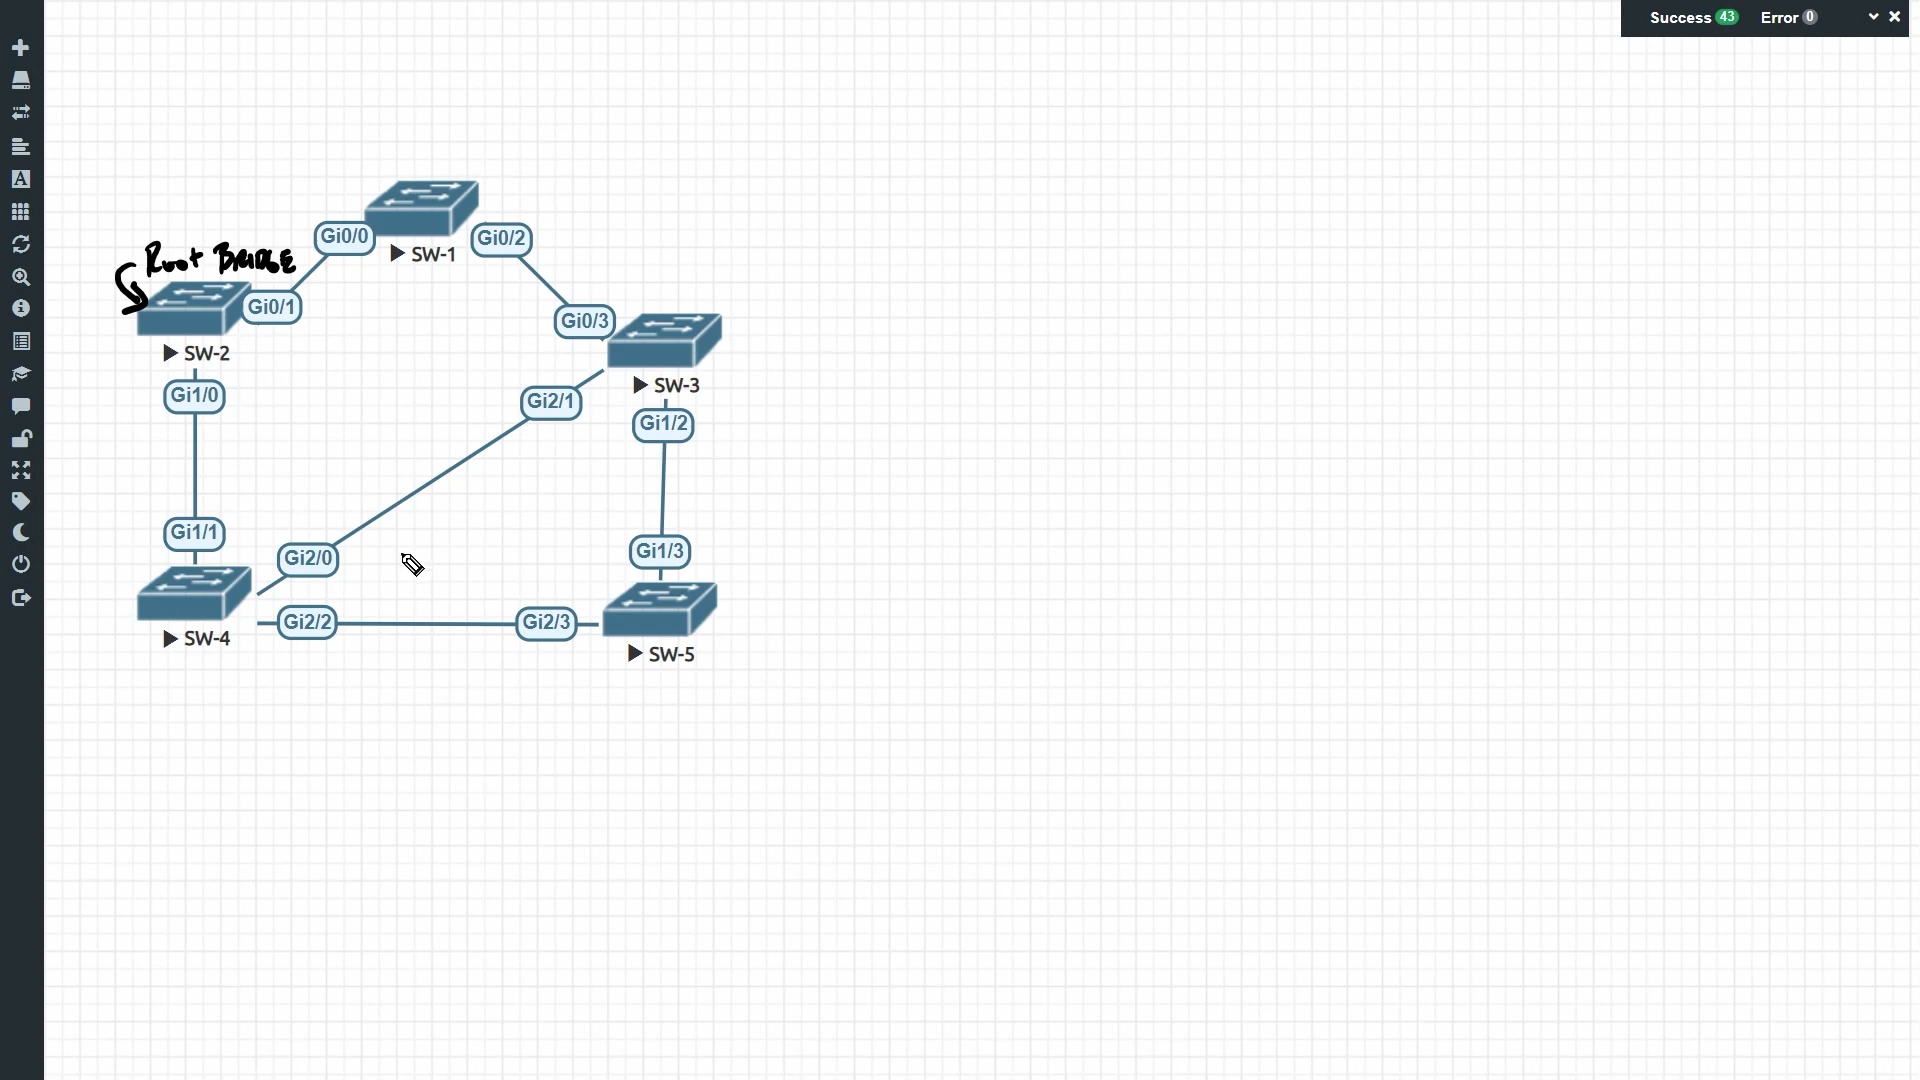 Success 43 Error 0
Gi0/0
SW-1
Gi0/2
Root BRIDGE
Gi0/1
SW-2
Gi0/3
SW-3
Gi1/0
Gi2/1
Gi1/2
Gi1/1
Gi2/0
Gi1/3
SW-4
Gi2/2
Gi2/3
SW-5